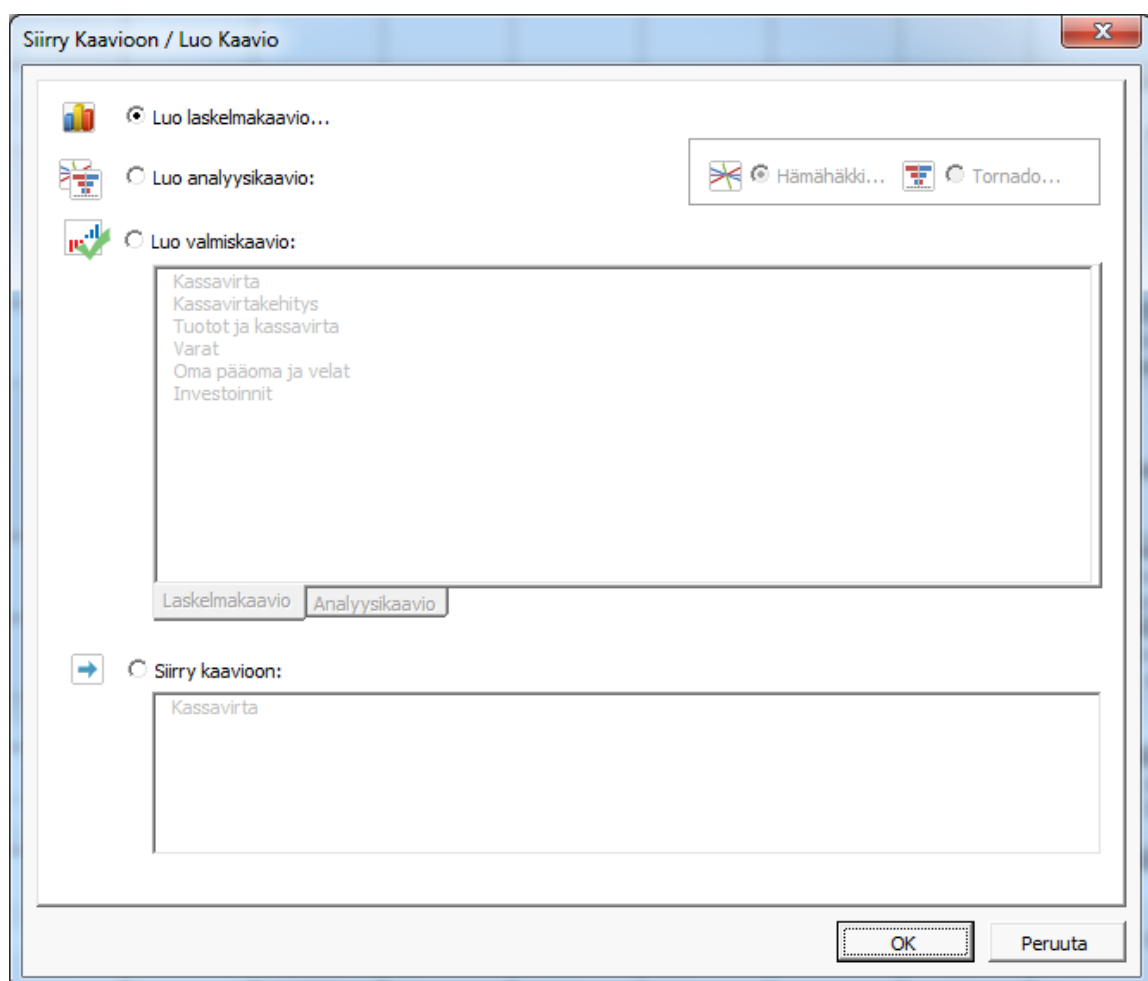 Siirry Kaavioon / Luo Kaavio
Luo laskelmakaavio...
Luo analyysikaavio:
Hämähäkki...
Tornado...
Luo valmiskaavio:
Kassavirta
Kassavirtakehitys
Tuotot ja kassavirta
Varat
Oma pääoma ja velat
Investoinnit
Laskelmakaavio
Analyysikaavio
Siirry kaavioon:
Kassavirta
OK
Peruuta